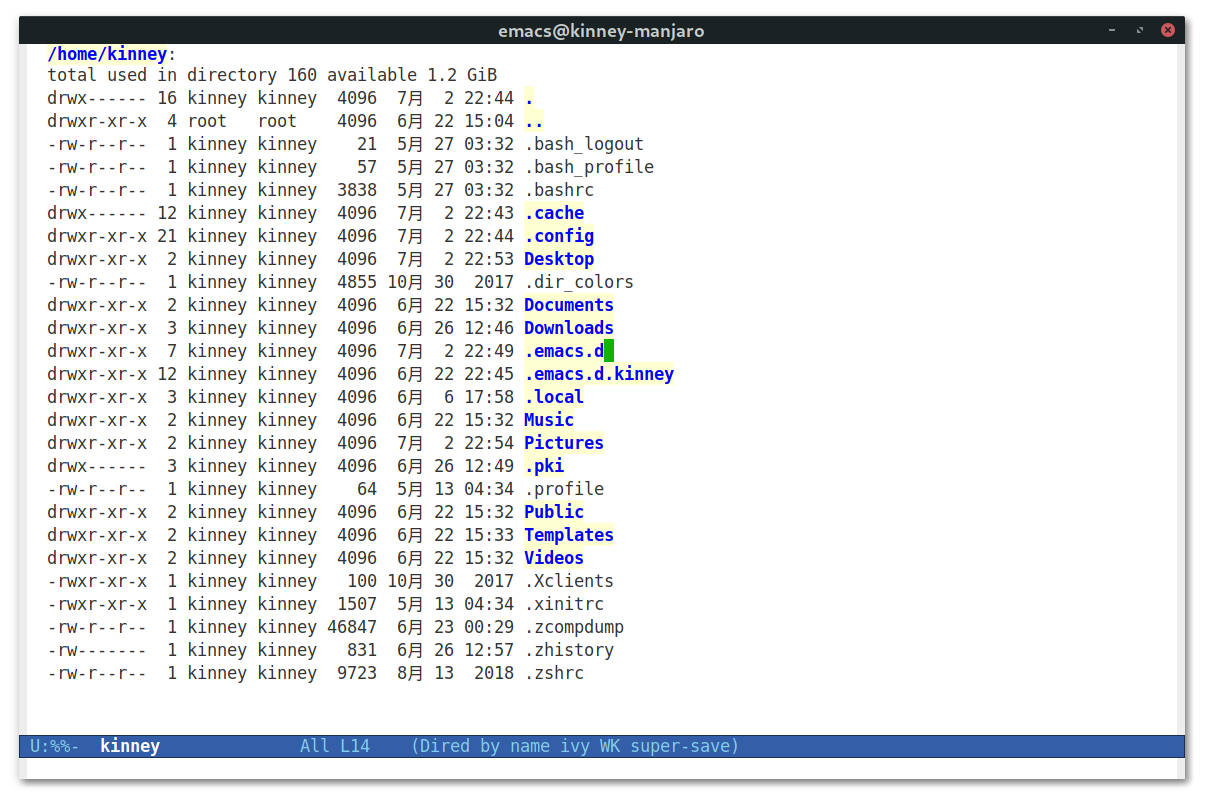 emacs@kinney-manjaro
/home/kinney:
total used in directory 160 available 1.2 GiB
drwx------ 16 kinney kinney  4096  7月  2 22:44 .
drwxr-xr-x  4 root   root    4096  6月 22 15:04 ..
-rw-r--r--  1 kinney kinney    21  5月 27 03:32 .bash_logout
-rw-r--r--  1 kinney kinney    57  5月 27 03:32 .bash_profile
-rw-r--r--  1 kinney kinney  3838  5月 27 03:32 .bashrc
drwx------ 12 kinney kinney  4096  7月  2 22:43 .cache
drwxr-xr-x 21 kinney kinney  4096  7月  2 22:44 .config
drwxr-xr-x  2 kinney kinney  4096  7月  2 22:53 Desktop
-rw-r--r--  1 kinney kinney  4855 10月 30  2017 .dir_colors
drwxr-xr-x  2 kinney kinney  4096  6月 22 15:32 Documents
drwxr-xr-x  3 kinney kinney  4096  6月 26 12:46 Downloads
drwxr-xr-x  7 kinney kinney  4096  7月  2 22:49 .emacs.d
drwxr-xr-x 12 kinney kinney  4096  6月 22 22:45 .emacs.d.kinney
drwxr-xr-x  3 kinney kinney  4096  6月  6 17:58 .local
drwxr-xr-x  2 kinney kinney  4096  6月 22 15:32 Music
drwxr-xr-x  2 kinney kinney  4096  7月  2 22:54 Pictures
drwx------  3 kinney kinney  4096  6月 26 12:49 .pki
-rw-r--r--  1 kinney kinney    64  5月 13 04:34 .profile
drwxr-xr-x  2 kinney kinney  4096  6月 22 15:32 Public
drwxr-xr-x  2 kinney kinney  4096  6月 22 15:33 Templates
drwxr-xr-x  2 kinney kinney  4096  6月 22 15:32 Videos
-rwxr-xr-x  1 kinney kinney   100 10月 30  2017 .Xclients
-rwxr-xr-x  1 kinney kinney  1507  5月 13 04:34 .xinitrc
-rw-r--r--  1 kinney kinney 46847  6月 23 00:29 .zcompdump
-rw-------  1 kinney kinney   831  6月 26 12:57 .zhistory
-rw-r--r--  1 kinney kinney  9723  8月 13  2018 .zshrc
U:%%-  kinney              All L14    (Dired by name ivy WK super-save)